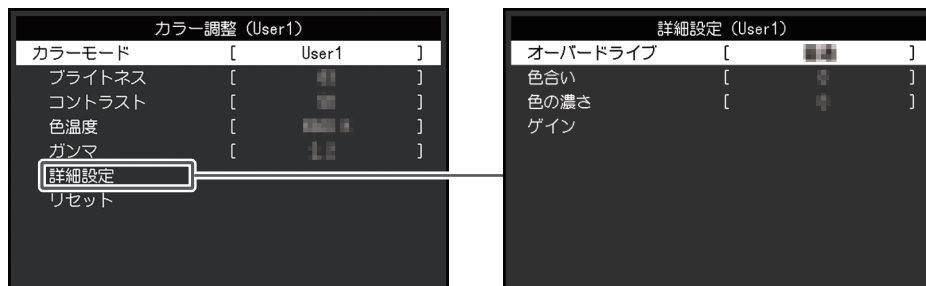 カラー調整（User1）
カラーモード [ User1 ]
ブライトネス [ ]
コントラスト [ ]
色温度 [ ]
ガンマ [ ]
詳細設定
リセット
詳細設定（User1）
オーバードライブ [ ]
色合い [ ]
色の濃さ [ ]
ゲイン